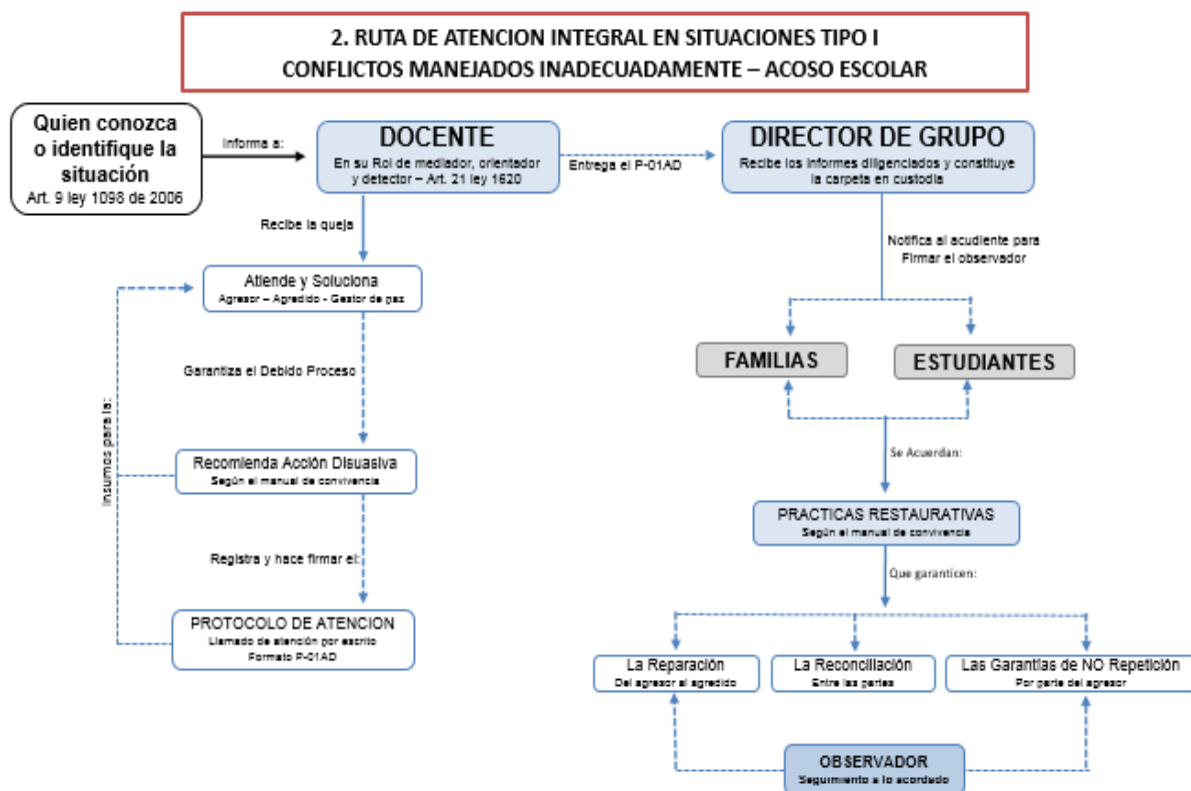 2. RUTA DE ATENCION INTEGRAL EN SITUACIONES TIPO I
CONFLICTOS MANEJADOS INADECUADAMENTE – ACOSO ESCOLAR
Quien conozca
o identifique la
situación
Art. 9 ley 1098 de 2006
Informa a:
DOCENTE
En su Rol de mediador, orientador
y detector – Art. 21 ley 1620
Entrega el P-01AD
DIRECTOR DE GRUPO
Recibe los informes diligenciados y constituye
la carpeta en custodia
Recibe la queja
Atiende y Soluciona
Agresor – Agredido - Gestor de paz
Garantiza el Debido Proceso
Recomienda Acción Disuasiva
Según el manual de convivencia
Insumos para la:
Registra y hace firmar el:
PROTOCOLO DE ATENCION
Llamado de atención por escrito
Formato P-01AD
Notifica al acudiente para
Firmar el observador
FAMILIAS
ESTUDIANTES
Se Acuerdan:
PRACTICAS RESTAURATIVAS
Según el manual de convivencia
Que garanticen:
La Reparación
Del agresor al agredido
La Reconciliación
Entre las partes
Las Garantías de NO Repetición
Por parte del agresor
OBSERVADOR
Seguimiento a lo acordado